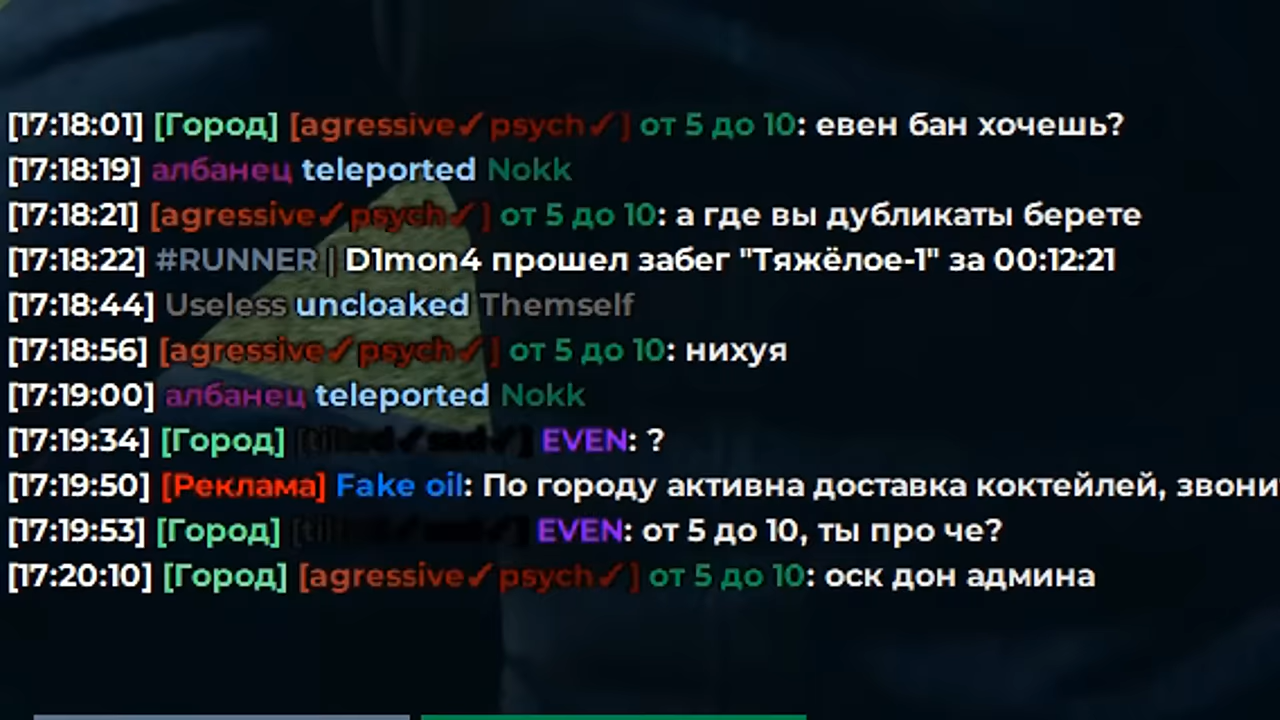 [17:18:01] [Город] [agressive✓psych✓] от 5 до 10: евен бан хочешь?
[17:18:19] албанец teleported Nokk
[17:18:21] [agressive✓psych✓] от 5 до 10: а где вы дубликаты берете
[17:18:22] #RUNNER | D1mon4 прошел забег "Тяжёлое-1" за 00:12:21
[17:18:44] Useless uncloaked Themself
[17:18:56] [agressive✓psych✓] от 5 до 10: нихуя
[17:19:00] албанец teleported Nokk
[17:19:34] [Город] EVEN: ?
[17:19:50] [Реклама] Fake oil: По городу активна доставка коктейлей,
[17:19:53] [Город] EVEN: от 5 до 10, ты про че?
[17:20:10] [Город] [agressive✓psych✓] от 5 до 10: оск дон админа